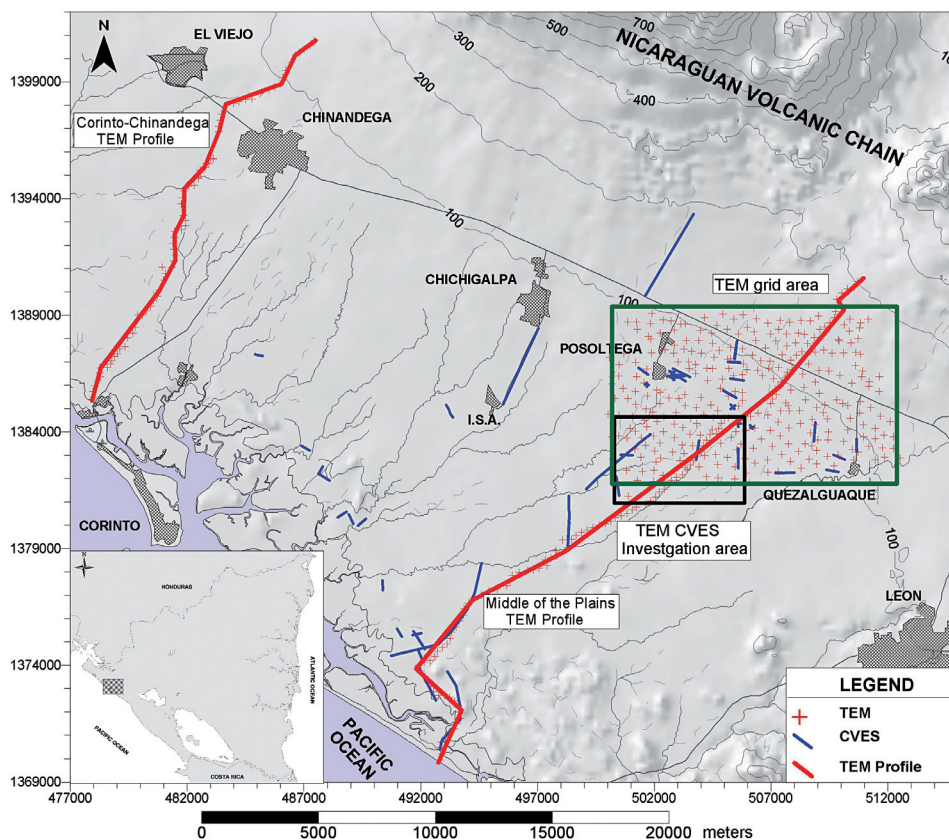 N
EL VIEJO
1399000
Corinto-Chinandega
TEM Profile
CHINANDEGA
200
300
500
700
400
NICARAGUAN VOLCANIC CHAIN
1394000
100
CHICHIGALPA
TEM grid area
1389000
100
POSOLTEGA
I.S.A.
1384000
QUEZALGUAQUE
CORINTO
TEM CVES
Investgation area
1379000
100
N
HONDURAS
LEON
Middle of the Plains
TEM Profile
1374000
ATLANTIC OCEAN
PACIFIC OCEAN
COSTA RICA
PACIFIC
OCEAN
LEGEND
TEM
CVES
TEM Profile
1369000
477000
482000
487000
492000
497000
502000
507000
512000
0
5000
10000
15000
20000
meters